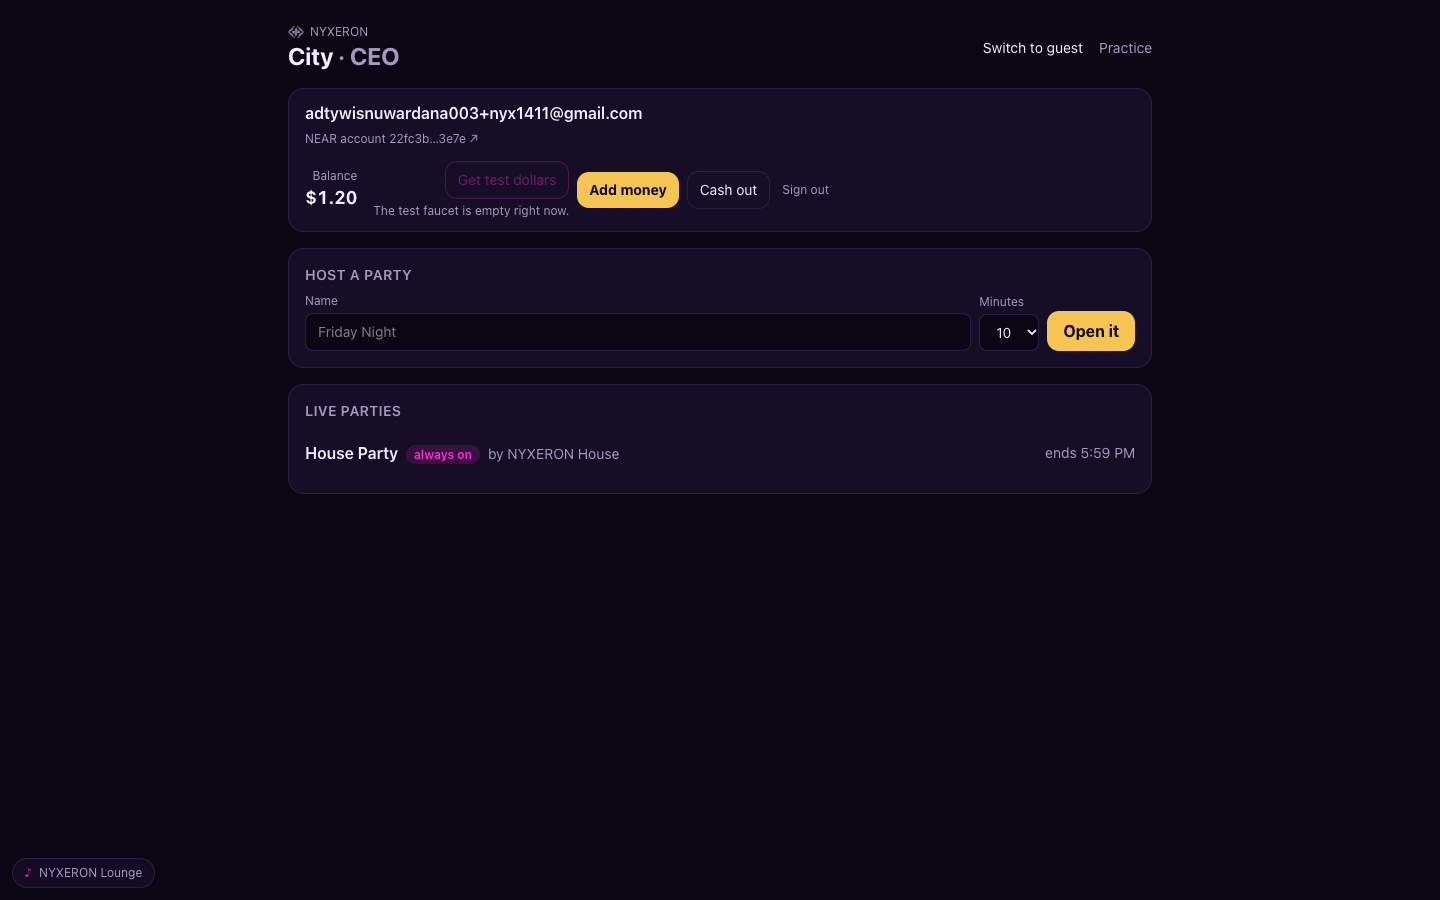 NYXERON
City · CEO
Switch to guest
Practice
adtywisnuwardana003+nyx1411@gmail.com
NEAR account 22fc3b…3e7e ↗
Balance
$1.20
Get test dollars
The test faucet is empty right now.
Add money
Cash out
Sign out
HOST A PARTY
Name
Friday Night
Minutes
10
Open it
LIVE PARTIES
House Party always on by NYXERON House
ends 5:59 PM
♪ NYXERON Lounge